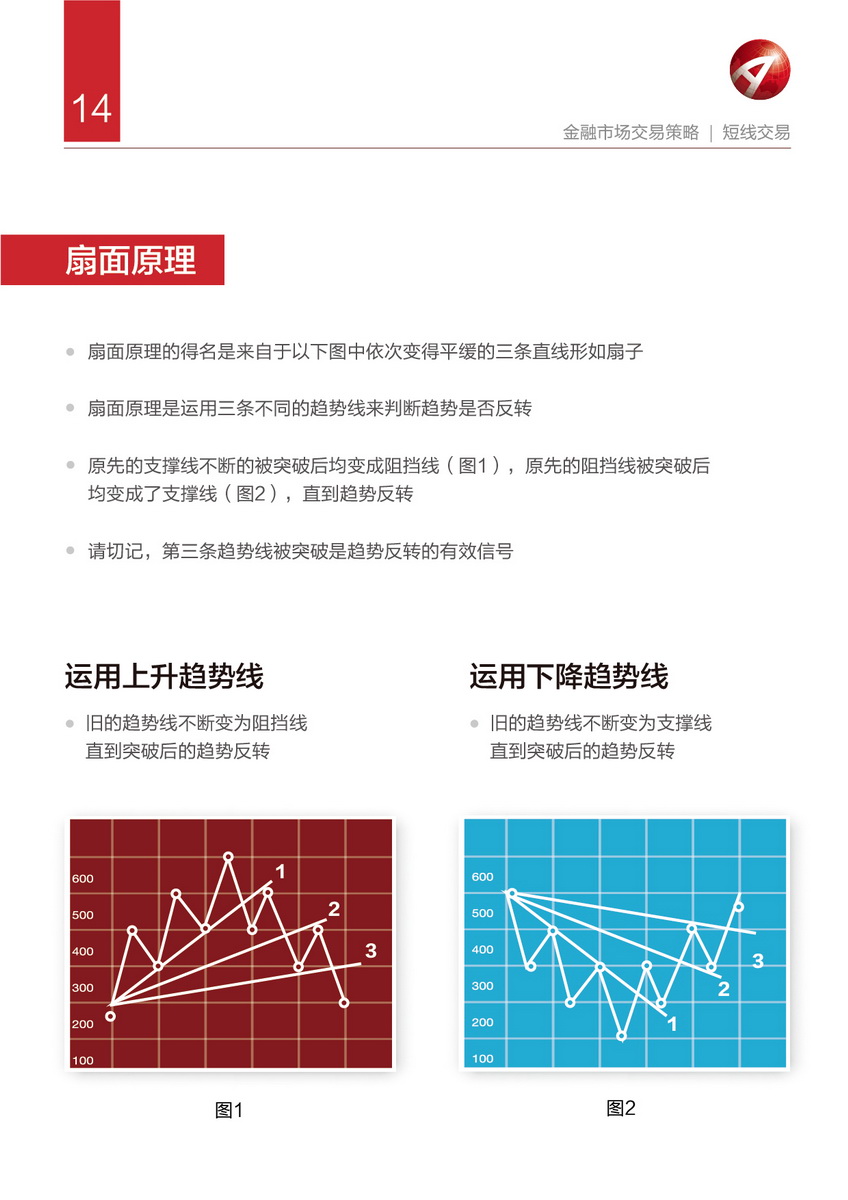 14
金融市场交易策略 | 短线交易
扇面原理
扇面原理的得名是来自于以下图中依次变得平缓的三条直线形如扇子
扇面原理是运用三条不同的趋势线来判断趋势是否反转
原先的支撑线不断的被突破后均变成阻挡线（图1），原先的阻挡线被突破后
均变成了支撑线（图2），直到趋势反转
请切记，第三条趋势线被突破是趋势反转的有效信号
运用上升趋势线
旧的趋势线不断变为阻挡线
直到突破后的趋势反转
600
500
400
300
200
100
1
2
3
图1
运用下降趋势线
旧的趋势线不断变为支撑线
直到突破后的趋势反转
600
500
400
300
200
100
3
2
1
图2